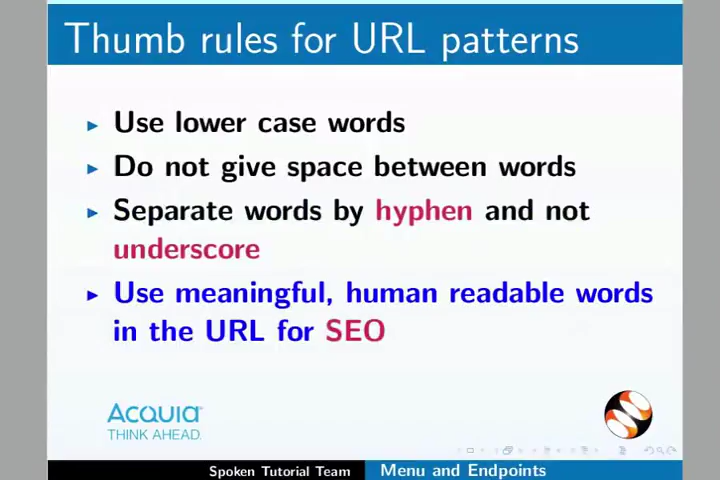 Thumb rules for URL patterns
Use lower case words
Do not give space between words
Separate words by hyphen and not
underscore
Use meaningful, human readable words
in the URL for SEO
Acquia
THINK AHEAD.
Spoken Tutorial Team
Menu and Endpoints